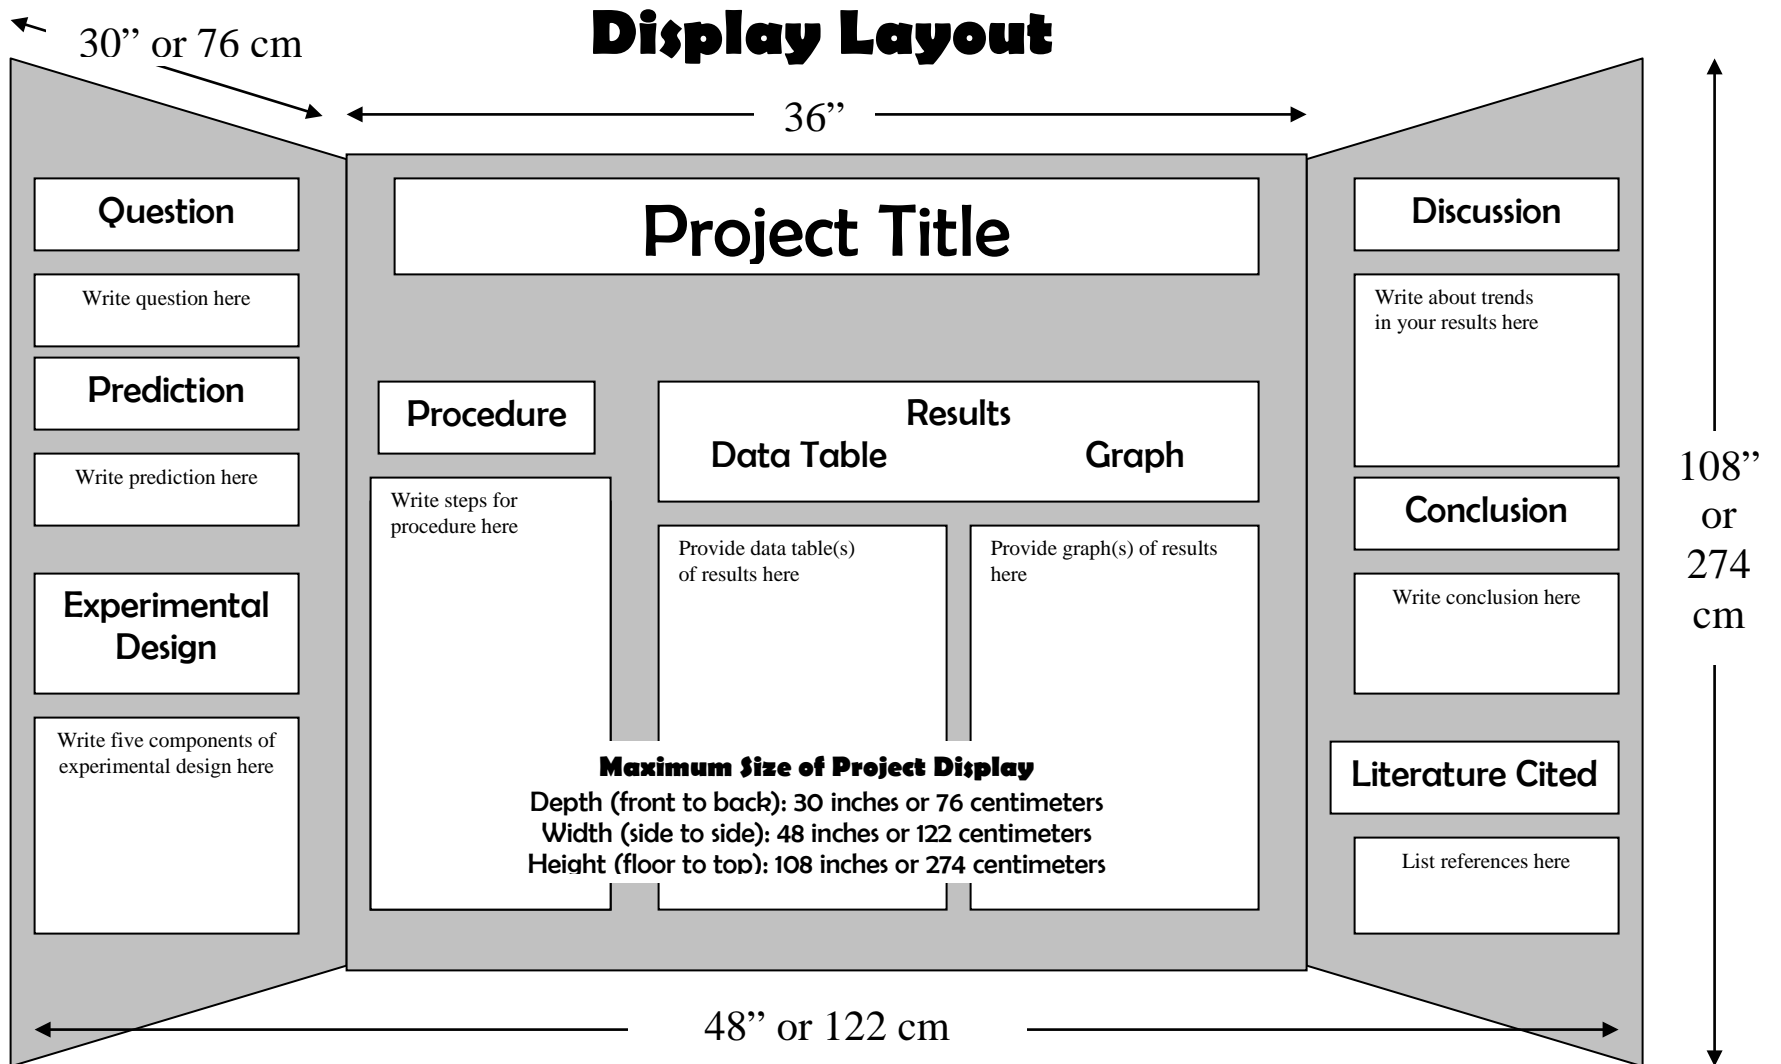 Display Layout
30” or 76 cm
36”
Question
Write question here
Prediction
Write prediction here
Experimental
Design
Write five components of
experimental design here
Project Title
Procedure
Write steps for
procedure here
Results
Data Table Graph
Provide data table(s)
of results here
Provide graph(s) of results
here
Maximum Size of Project Display
Depth (front to back): 30 inches or 76 centimeters
Width (side to side): 48 inches or 122 centimeters
Height (floor to top): 108 inches or 274 centimeters
Discussion
Write about trends
in your results here
Conclusion
Write conclusion here
Literature Cited
List references here
108”
or
274
cm
48” or 122 cm